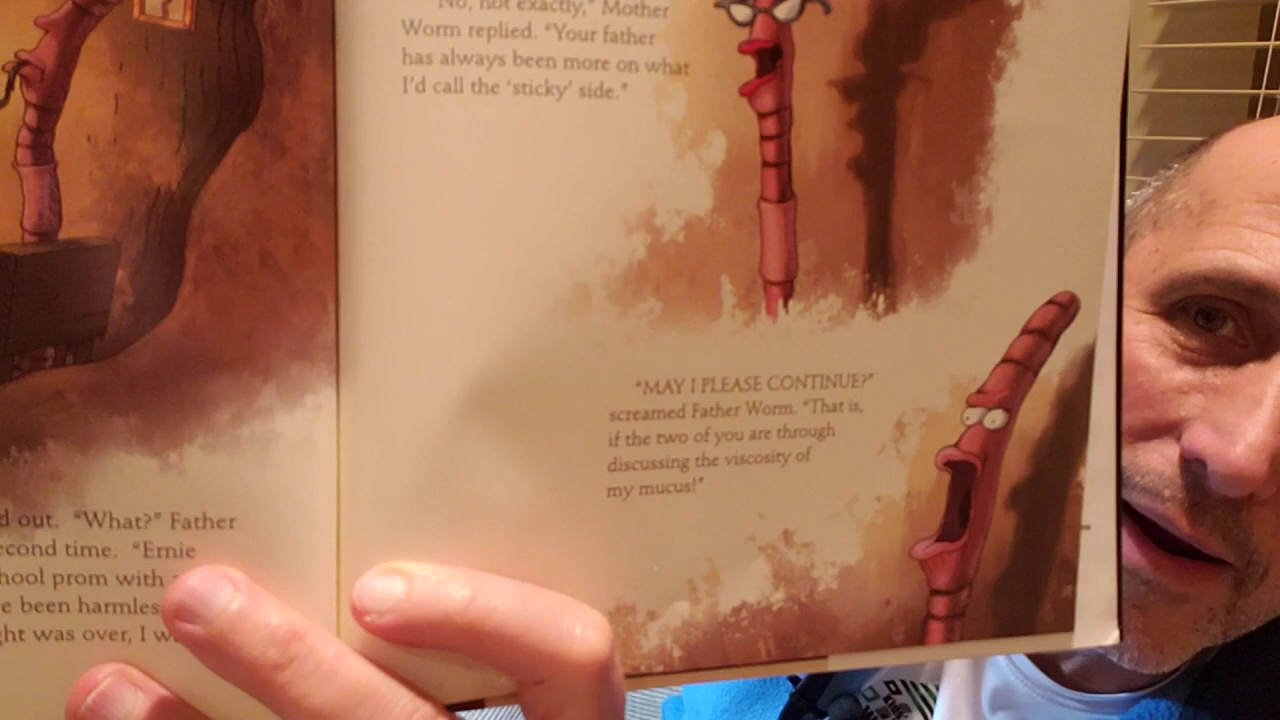 d out. "What?" Father
econd time. "Ernie
hool prom with
e been harmles
ght was over, I w
"No, not exactly," Mother
Worm replied. "Your father
has always been more on what
I'd call the 'sticky' side."
"MAY I PLEASE CONTINUE?"
screamed Father Worm. "That is,
if the two of you are through
discussing the viscosity of
my mucus!"